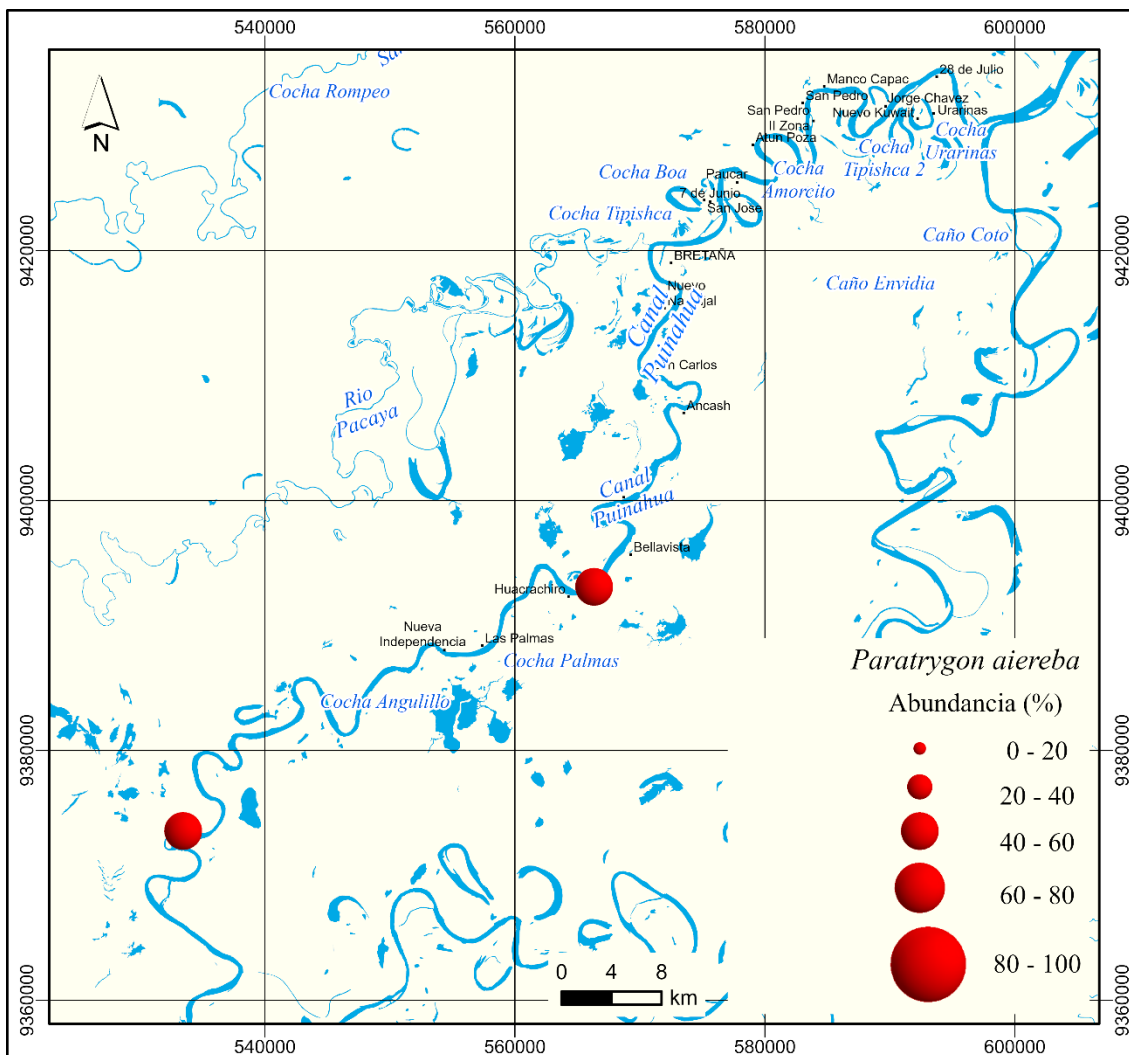 540000
560000
580000
600000
Cocha Rompeo
Manco Capac
28 de Julio
San Pedro
Jorge Chavez
San Pedro
Nuevo Kuwait
Urarinas
II Zona
Atun Poza
Cocha
Urarinas
Cocha
Tipishca 2
Cocha Boa
Paucar
Cocha
Amorcito
7 de Junio
San Jose
Cocha Tipishca
Caño Coto
9420000
9420000
BRETAÑA
Caño Envidia
Nuevo
Canal
Puinahua
Carlos
Rio
Pacaya
Ancash
Canal
Puinahua
9400000
9400000
Bellavista
Huacrachiro
Nueva
Independencia
Las Palmas
Cocha Palmas
Cocha Angulillo
Paratrygon aiereba
Abundancia (%)
0 - 20
20 - 40
40 - 60
60 - 80
80 - 100
9380000
9380000
N
0 4 8
km
9360000
9360000
540000
560000
580000
600000